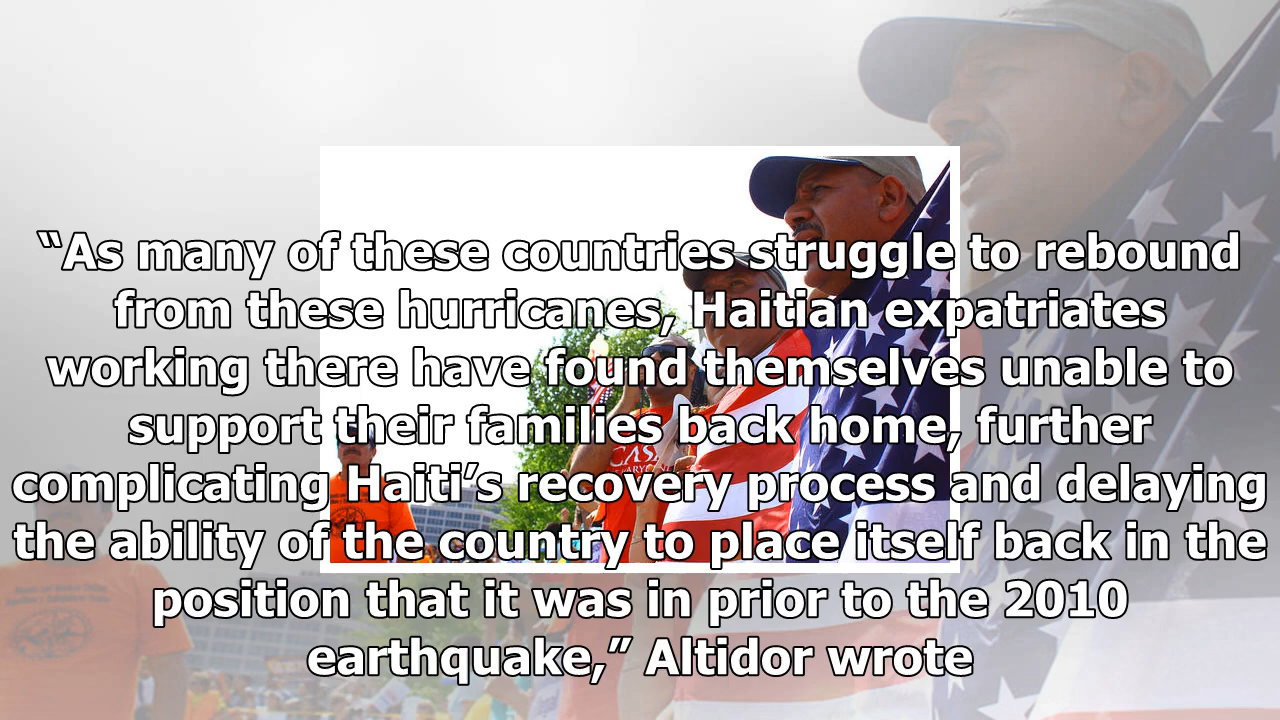 “As many of these countries struggle to rebound
from these hurricanes, Haitian expatriates
working there have found themselves unable to
support their families back home, further
complicating Haiti’s recovery process and delaying
the ability of the country to place itself back in the
position that it was in prior to the 2010
earthquake,” Altidor wrote